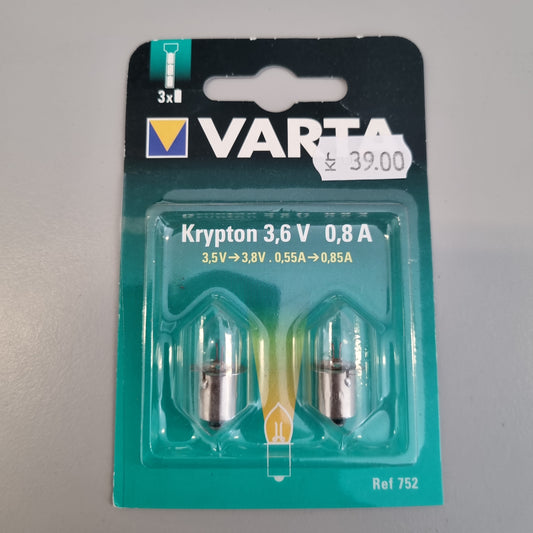 3x
VARTA
Kr 39.00
Krypton 3,6 V 0,8 A
3,5V→3,8V . 0,55A→0,85A
Ref 752